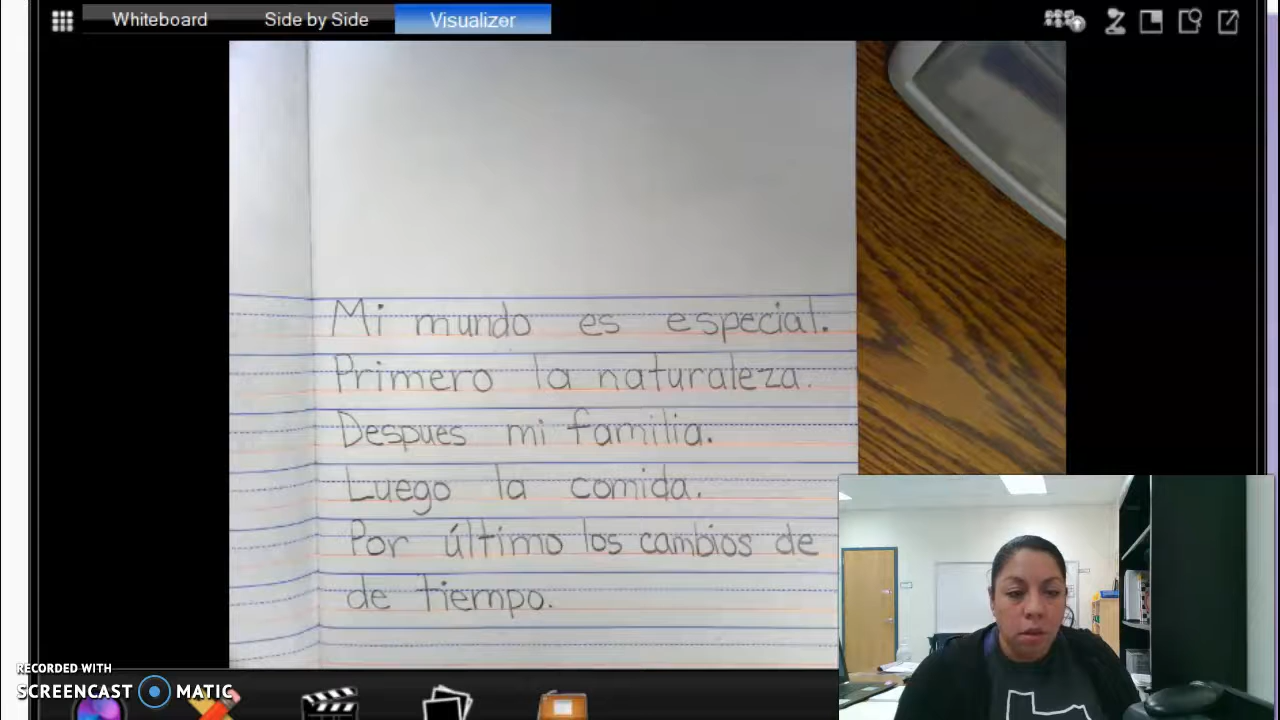 Whiteboard Side by Side Visualizer
Mi mundo es especial.
Primero la naturaleza.
Despues mi familia.
Luego la comida.
Por último los cambios de
de tiempo.
RECORDED WITH
SCREENCAST MATIC